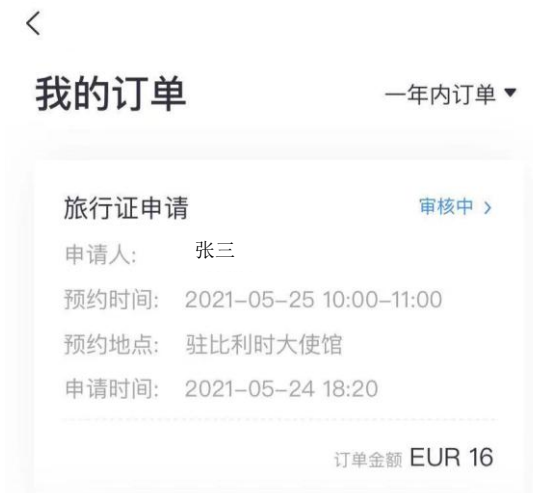 我的订单 一年内订单
旅行证申请 审核中
申请人: 张三
预约时间: 2021-05-25 10:00-11:00
预约地点: 驻比利时大使馆
申请时间: 2021-05-24 18:20
订单金额 EUR 16